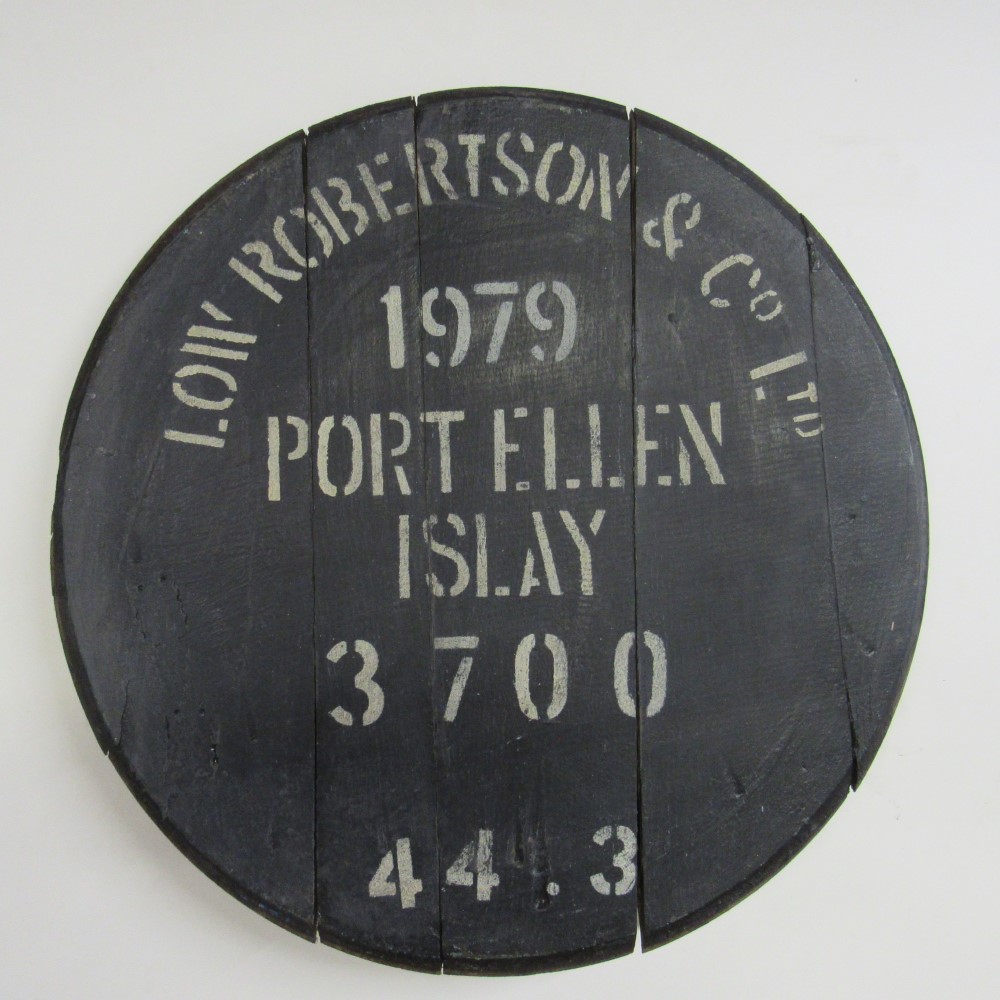 LOW ROBERTSON & Co LTD
1979
PORT ELLEN
ISLAY
3700
44.3